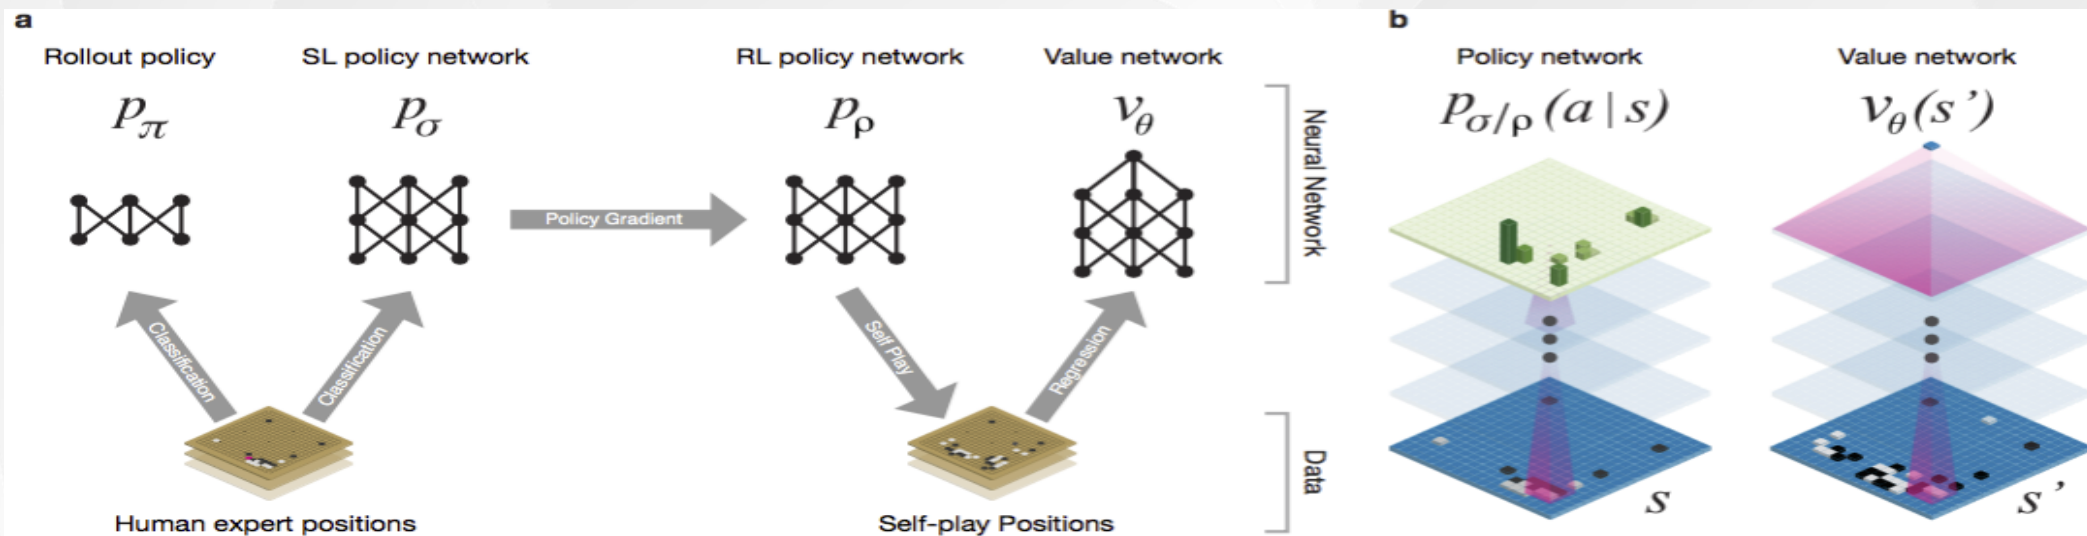 a
Rollout policy
SL policy network
RL policy network
Value network
pπ
pσ
pρ
vθ
Policy Gradient
Classification
Classification
Self Play
Regression
Human expert positions
Self-play Positions
Neural Network
Data
b
Policy network
Value network
pσ/ρ (a | s)
vθ(s’)
s
s’